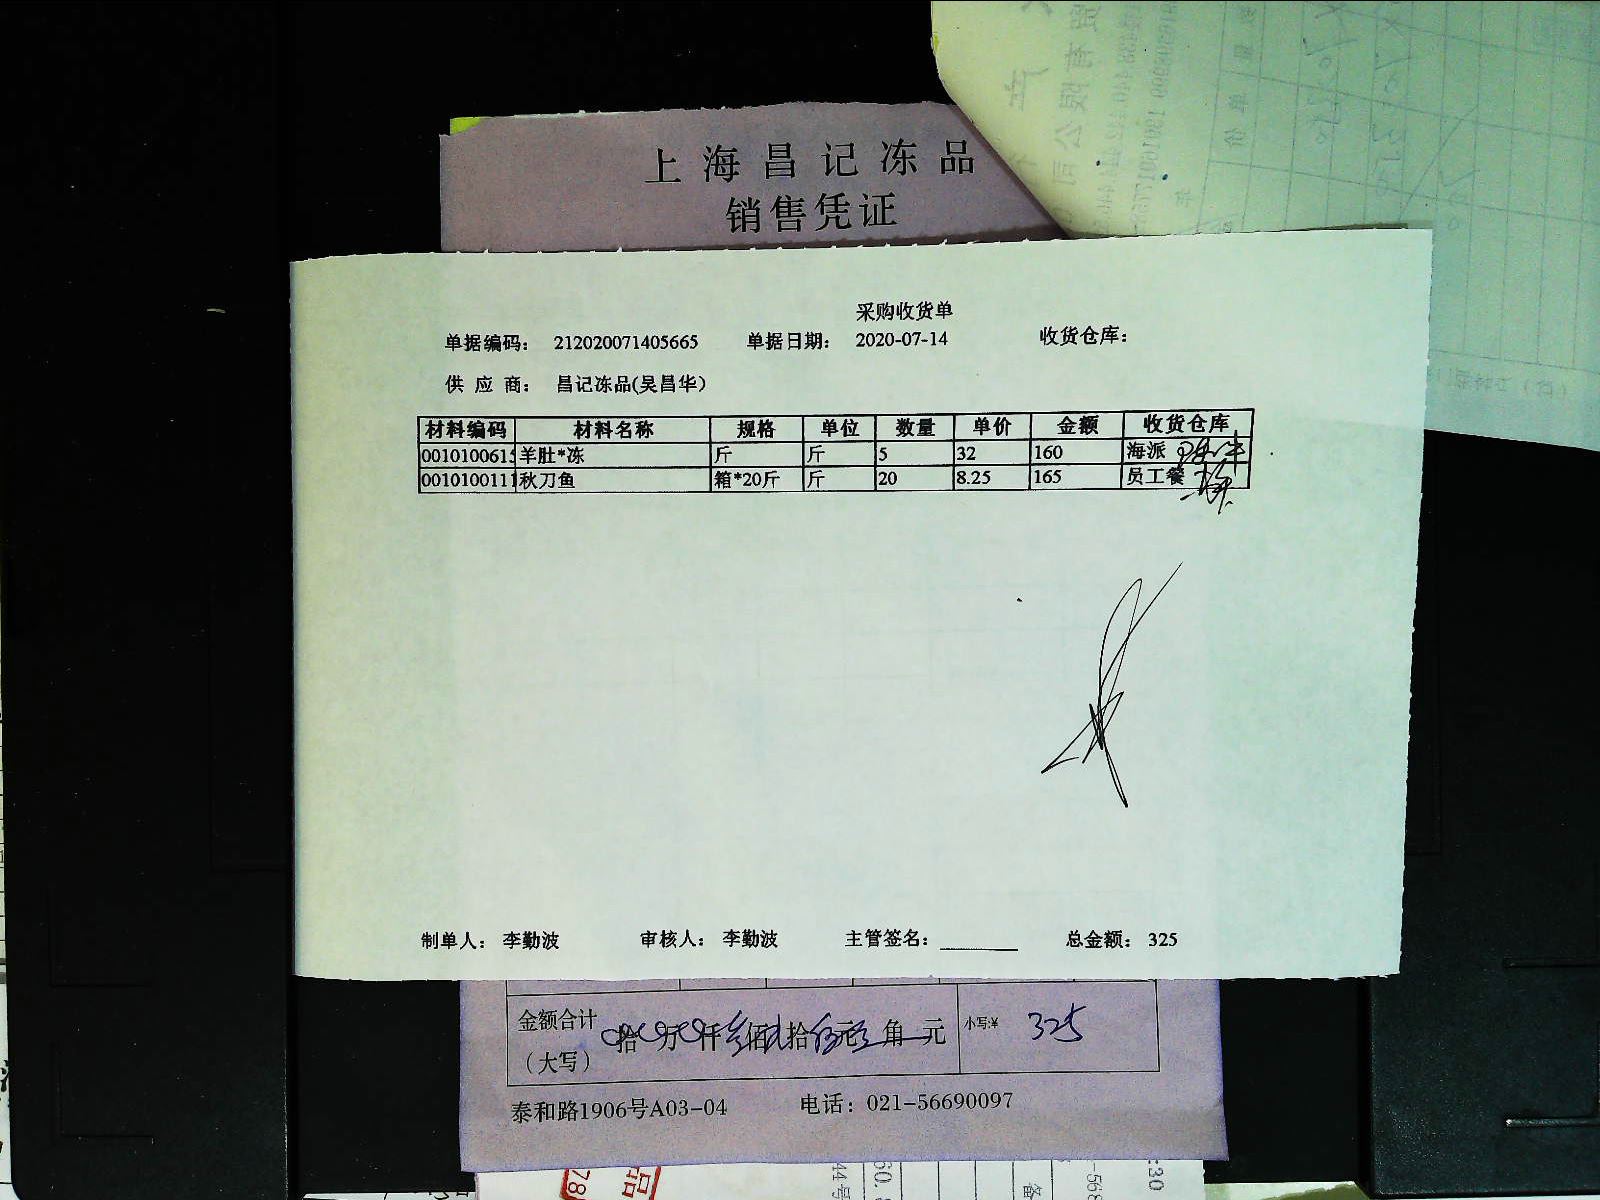 上海昌记冻品
销售凭证
采购收货单
单据编码： 212020071405665 单据日期： 2020-07-14 收货仓库：
供 应 商： 昌记冻品(吴昌华)
材料编码 材料名称 规格 单位 数量 单价 金额 收货仓库
001010061 羊肚*冻 斤 斤 5 32 160 海派
001010011 秋刀鱼 箱*20斤 斤 20 8.25 165 员工餐
制单人： 李勤波 审核人： 李勤波 主管签名： 总金额： 325
金额合计 拾 万 仟 佰 拾 元 角 元 小写:¥ 325
（大写）
泰和路1906号A03-04 电话：021-56690097